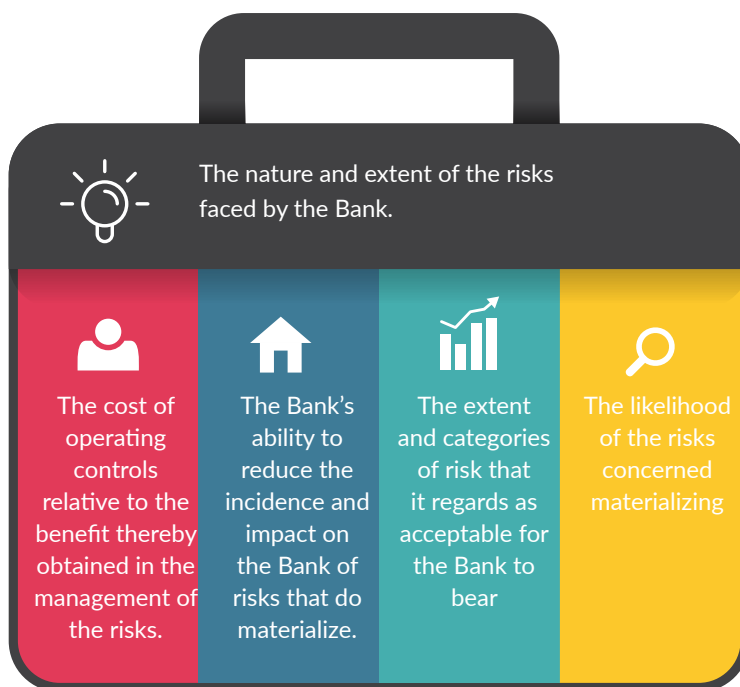 The nature and extent of the risks
faced by the Bank.
The cost of
operating
controls
relative to the
benefit thereby
obtained in the
management of
the risks.
The Bank's
ability to
reduce the
incidence and
impact on
the Bank of
risks that do
materialize.
The extent
and categories
of risk that
it regards as
acceptable for
the Bank to
bear
The likelihood
of the risks
concerned
materializing